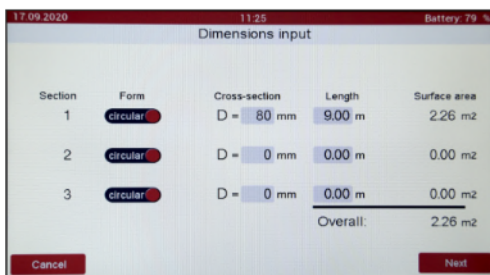 17.09.2020 11:25 Battery: 79 %
Dimensions input
Section Form Cross-section Length Surface area
1 circular D = 80 mm 9.00 m 2.26 m2
2 circular D = 0 mm 0.00 m 0.00 m2
3 circular D = 0 mm 0.00 m 0.00 m2
Overall: 2.26 m2
Cancel Next